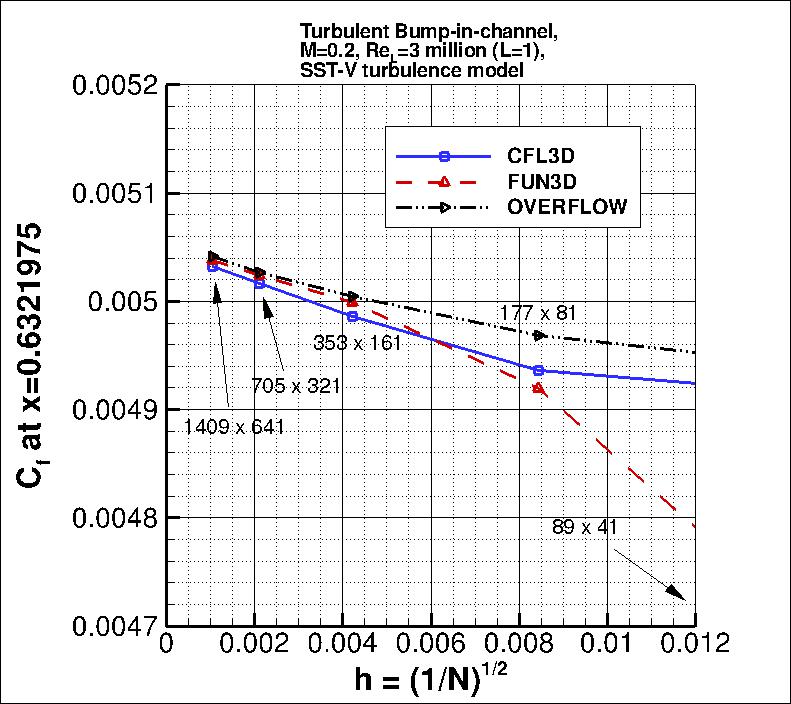 Turbulent Bump-in-channel,
M=0.2, Re_L=3 million (L=1),
SST-V turbulence model
CFL3D
FUN3D
OVERFLOW
0.0052
0.0051
0.005
0.0049
0.0048
0.0047
C_f at x=0.6321975
177 x 81
353 x 161
705 x 321
1409 x 641
89 x 41
0 0.002 0.004 0.006 0.008 0.01 0.012
h = (1/N)^1/2